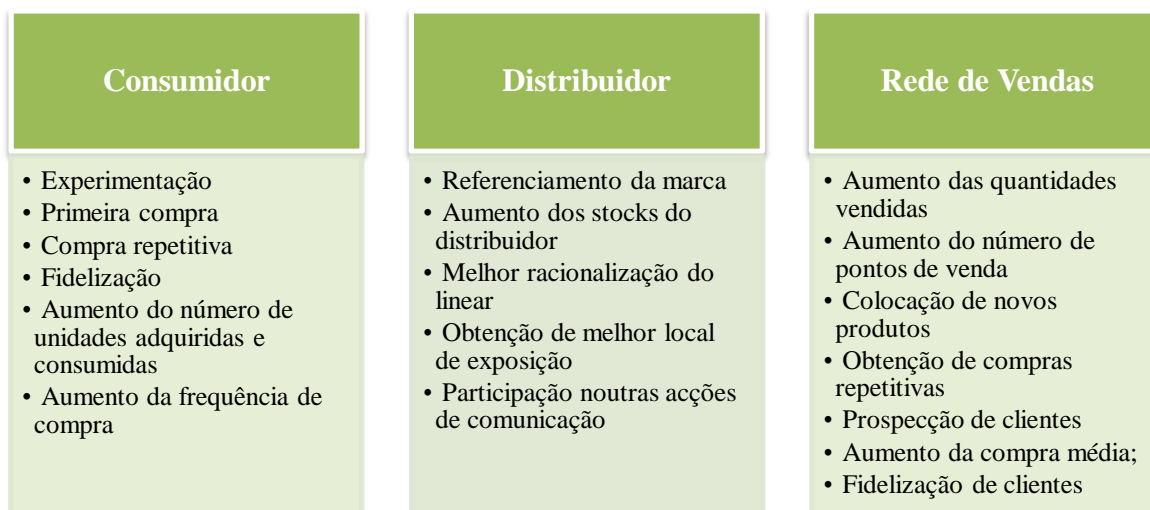 Consumidor
• Experimentação
• Primeira compra
• Compra repetitiva
• Fidelização
• Aumento do número de
unidades adquiridas e
consumidas
• Aumento da frequência de
compra
Distribuidor
• Referenciamento da marca
• Aumento dos stocks do
distribuidor
• Melhor racionalização do
linear
• Obtenção de melhor local
de exposição
• Participação noutras acções
de comunicação
Rede de Vendas
• Aumento das quantidades
vendidas
• Aumento do número de
pontos de venda
• Colocação de novos
produtos
• Obtenção de compras
repetitivas
• Prospecção de clientes
• Aumento da compra média;
• Fidelização de clientes